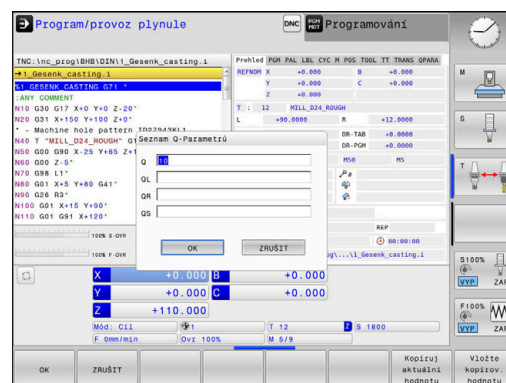 Program/provoz plynule
DNC
Programování
TNC:\nc_prog\BHB\DIN\1_Gesenk_casting.i
→1_Gesenk_casting.i
%1_GESENK_CASTING G71 *
;ANY COMMENT
N10 G30 G17 X+0 Y+0 Z-20*
N20 G31 X+150 Y+100 Z+0*
* - Machine hole pattern ID27943KL1
N40 T "MILL_D24_ROUGH" G1
N50 G00 G90 X-25 Y+65 Z+1
N60 G00 Z-5*
N70 G98 L1*
N80 G01 X+5 Y+80 G41*
N90 G26 R3*
N100 G01 X+15 Y+90*
N110 G01 G91 X+120*
Prehled PGM PAL LBL CYC M POS TOOL TT TRANS QPARA
REFNOM X +0.000 B +0.000
Y +0.000 C +0.000
Z +0.000
T : 12 MILL_D24_ROUGH
L +90.0000 R +12.0000
DR-TAB +0.0000
DR-PGM +0.0000
M50 M5
REP
00:00:00
\1_Gesenk_casting.i
Seznam Q-Parametrů
Q 10
QL
QR
QS
OK ZRUŠIT
100% S-OVR
100% F-OVR
X +0.000 B +0.000
Y +0.000 C +0.000
Z +110.000
Mód: Cíl 1 T 12 Z S 1800
F 0mm/min Ovr 100% M 5/9
M
S
T
S100%
VYP ZAP
F100%
VYP ZAP
OK
ZRUŠIT
Kopíruj
aktuální
hodnotu
Vložte
kopírov.
hodnotu